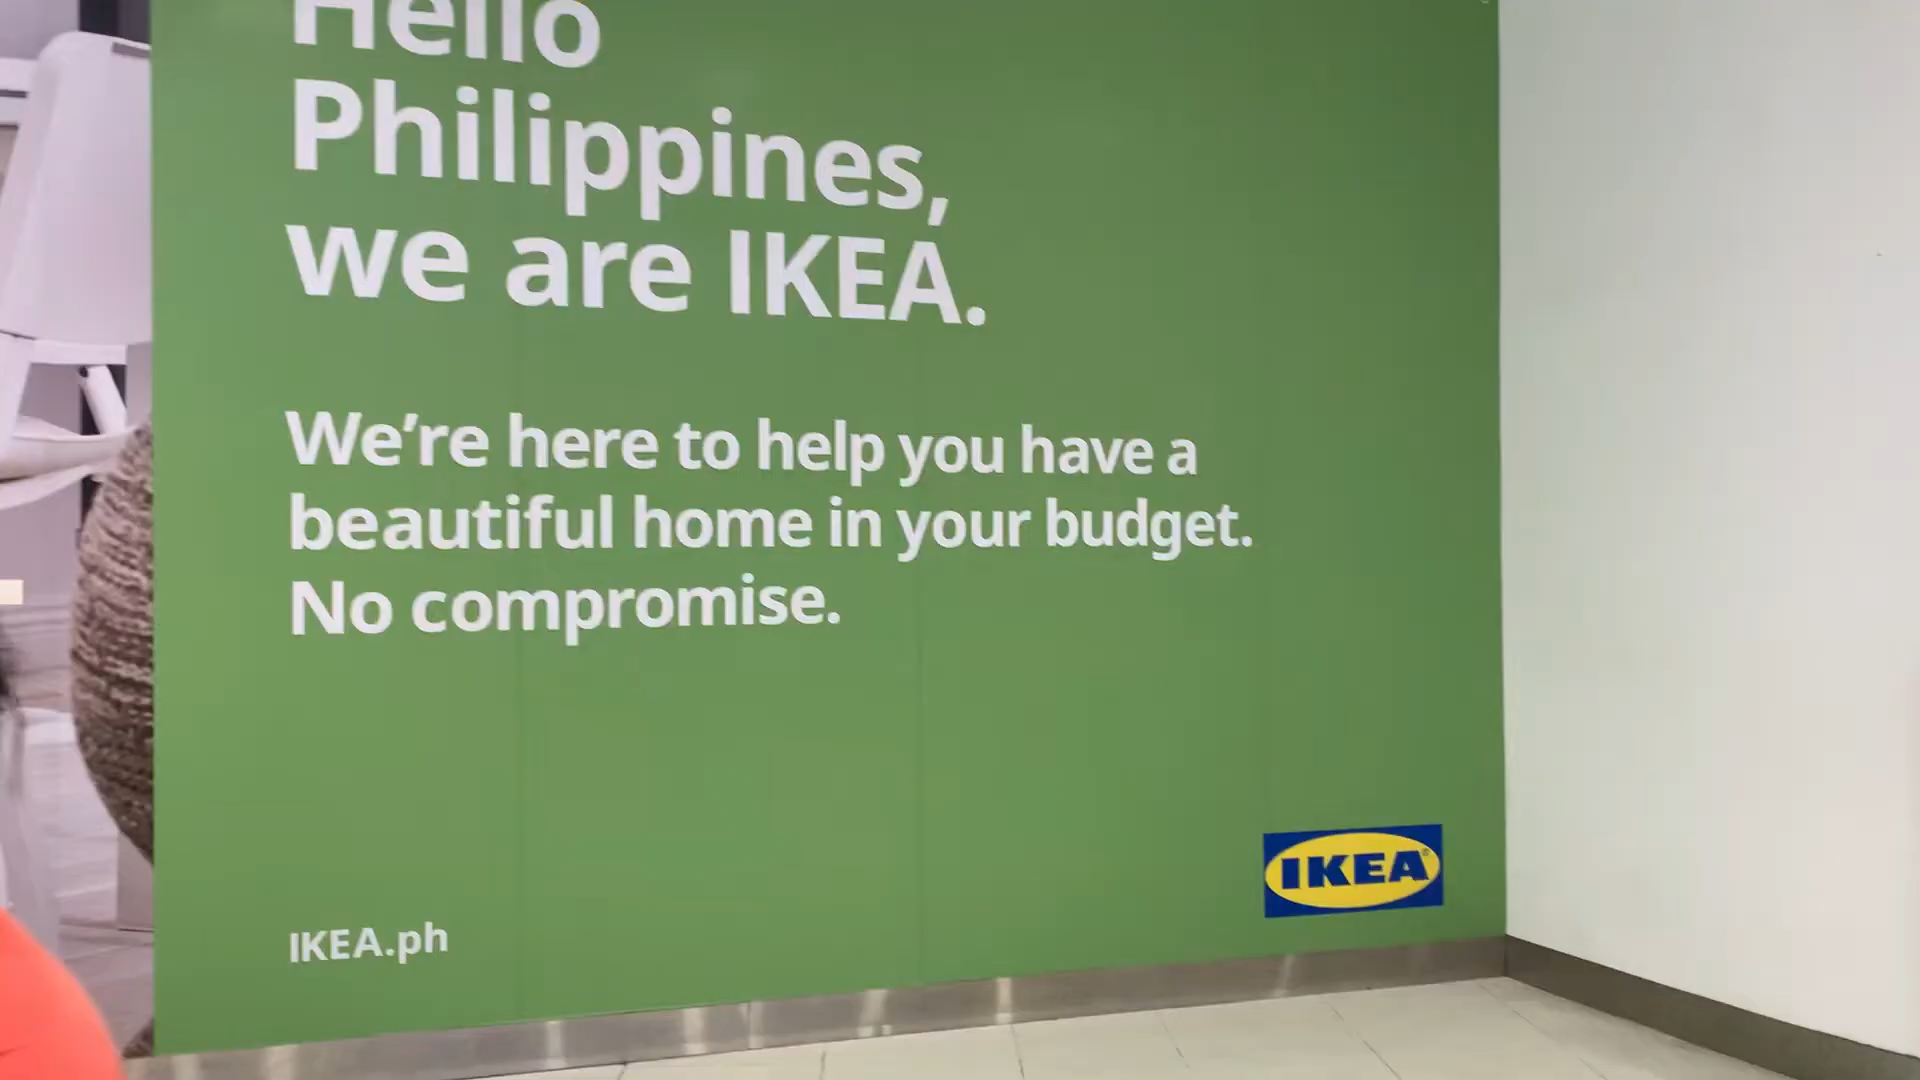 Hello
Philippines,
we are IKEA.
We're here to help you have a
beautiful home in your budget.
No compromise.
IKEA.ph
IKEA